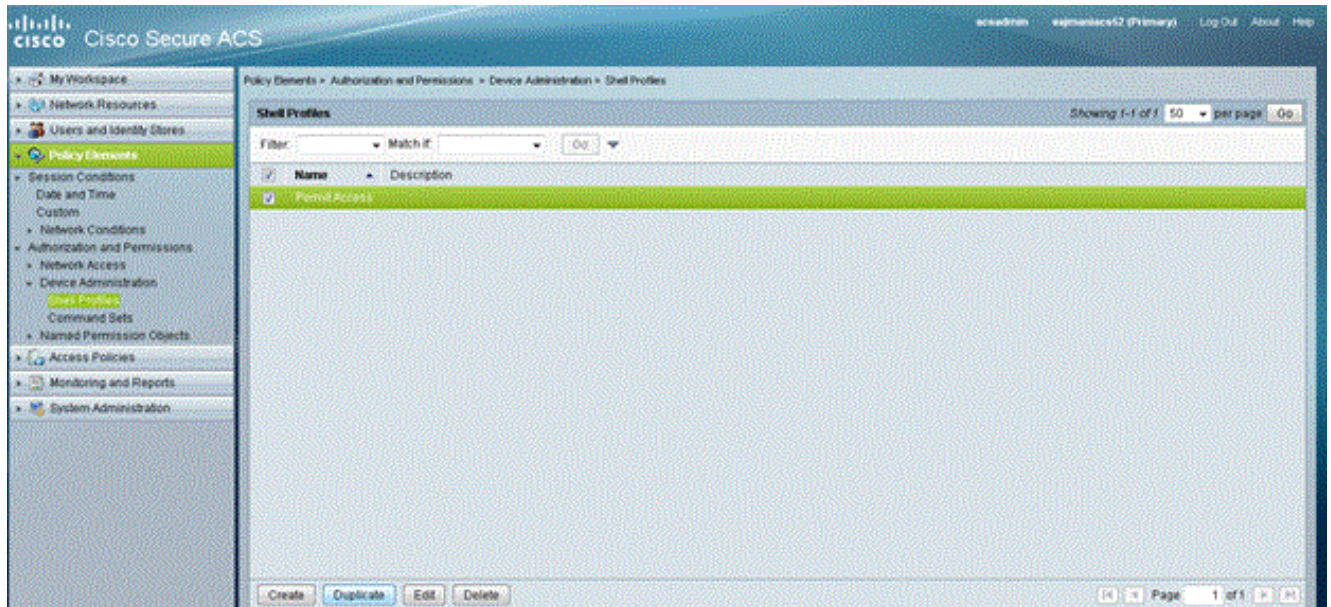 cisco Cisco Secure ACS
acsadmin (Primary) Log Out About Help
My Workspace
Network Resources
Users and Identity Stores
Policy Elements
Session Conditions
Date and Time
Custom
Network Conditions
Authorization and Permissions
Network Access
Device Administration
Shell Profiles
Command Sets
Named Permission Objects
Access Policies
Monitoring and Reports
System Administration
Policy Elements > Authorization and Permissions > Device Administration > Shell Profiles
Shell Profiles
Showing 1-1 of 1 50 per page Go
Filter: Match if: Go
Name Description
Permit Access
Create Duplicate Edit Delete
Page 1 of 1